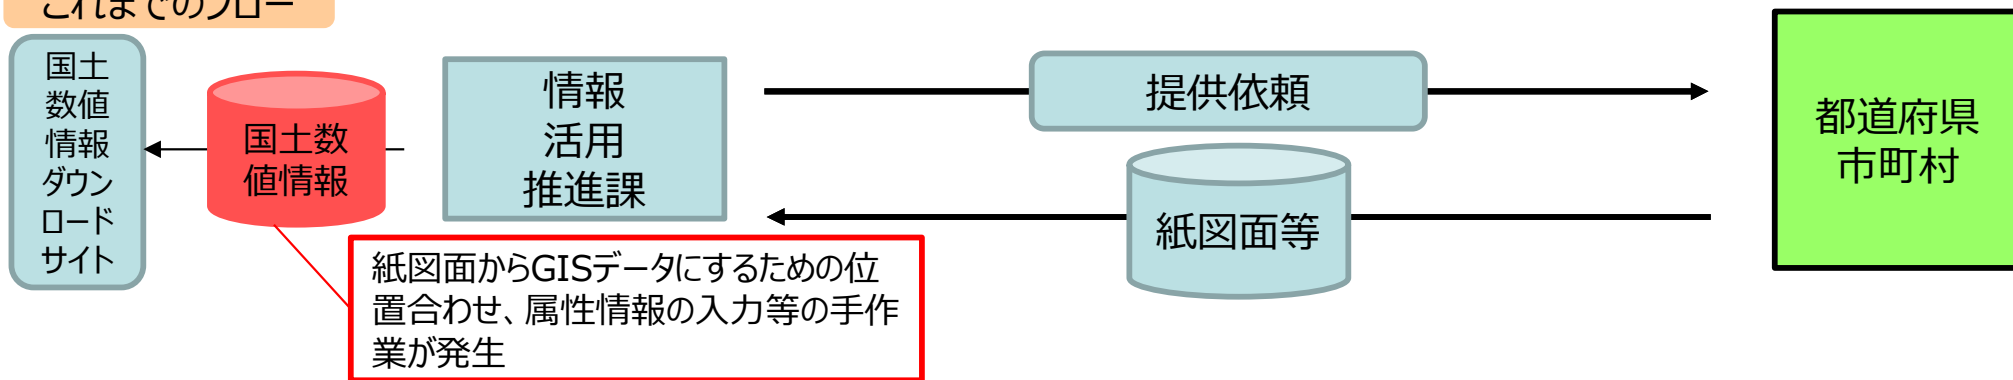 これまでのフロー
国土
数値
情報
ダウン
ロード
サイト
国土数
値情報
情報
活用
推進課
提供依頼
紙図面等
都道府県
市町村
紙図面からGISデータにするための位
置合わせ、属性情報の入力等の手作
業が発生